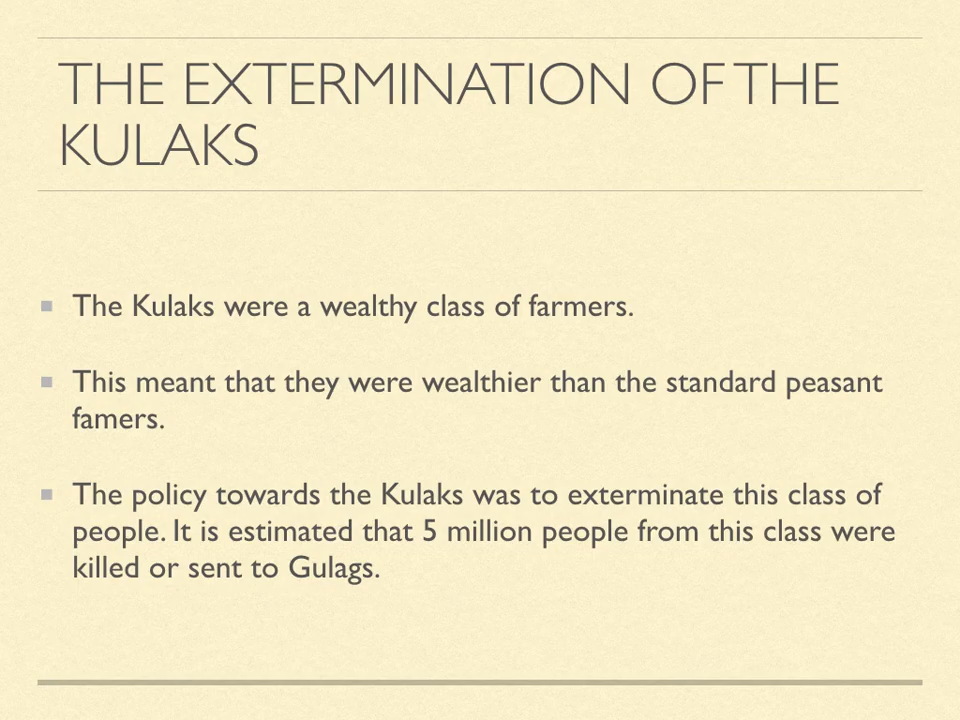 THE EXTERMINATION OF THE
KULAKS
The Kulaks were a wealthy class of farmers.
This meant that they were wealthier than the standard peasant
famers.
The policy towards the Kulaks was to exterminate this class of
people. It is estimated that 5 million people from this class were
killed or sent to Gulags.